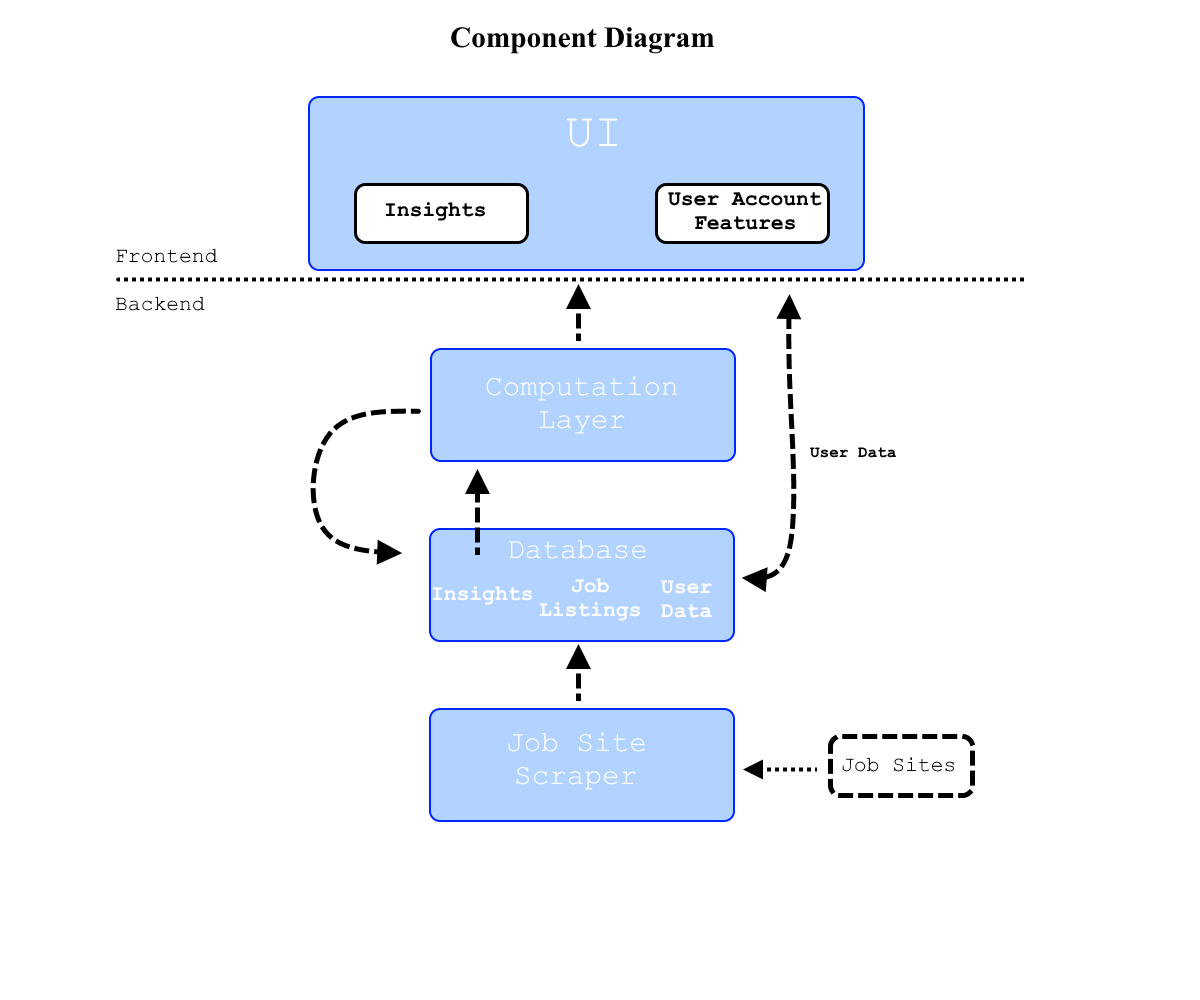 Component Diagram
UI
Insights
User Account
Features
Frontend
Backend
Computation
Layer
User Data
Database
Insights
Job
Listings
User
Data
Job Site
Scraper
Job Sites